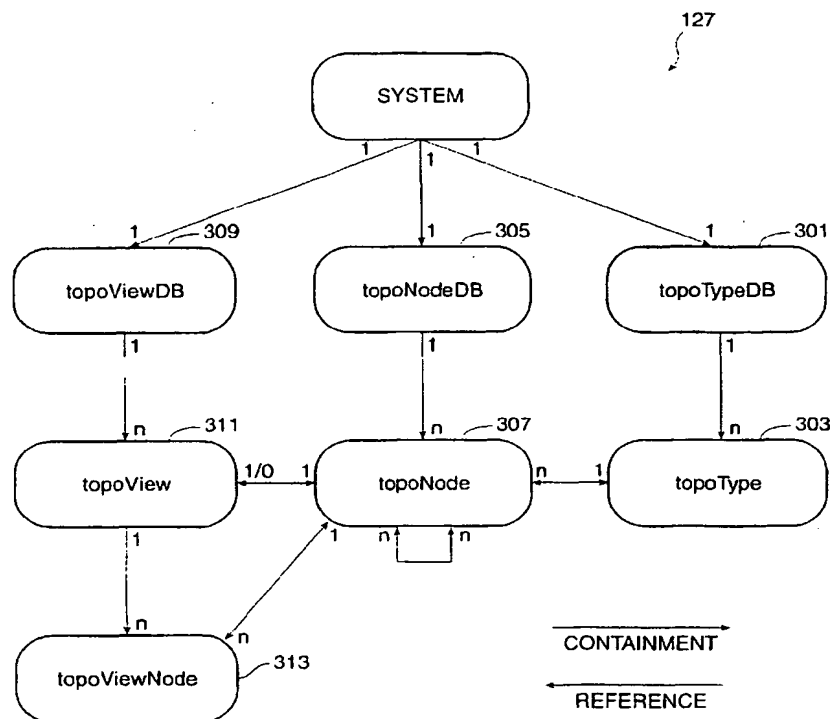 127
SYSTEM
1 1 1
1 309 1 305 1 301
topoViewDB topoNodeDB topoTypeDB
1 1 1
n 311 n 307 n 303
topoView 1/0 1 topoNode n 1 topoType
1 1 n n
n n
topoViewNode 313
CONTAINMENT
REFERENCE